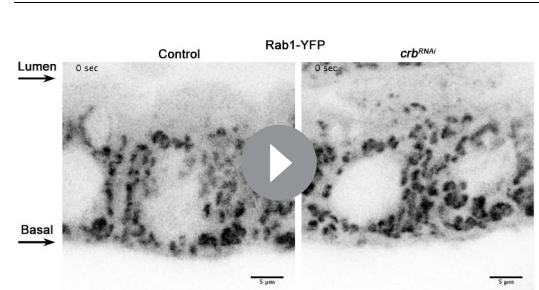 Rab1-YFP
Control
crbRNAi
Lumen
0 sec
0 sec
Basal
5 µm
5 µm